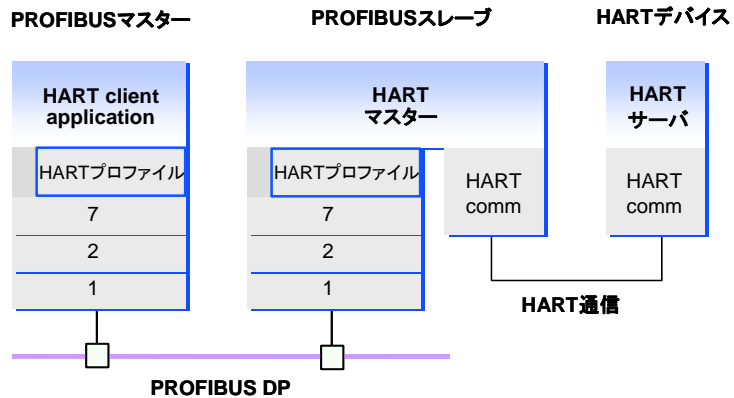 PROFIBUSマスター
PROFIBUSスレーブ
HARTデバイス
HART client
application
HART
マスター
HART
サーバ
HARTプロファイル
7
2
1
HARTプロファイル
7
2
1
HART
comm
HART
comm
HART通信
PROFIBUS DP